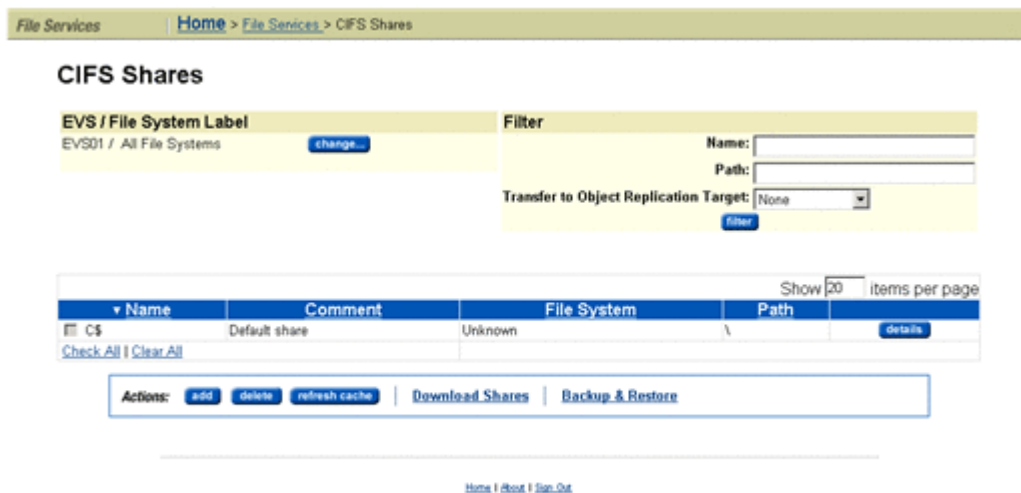 File Services Home > File Services > CIFS Shares
CIFS Shares
EVS / File System Label
EVS01 / All File Systems change...
Filter
Name:
Path:
Transfer to Object Replication Target: None
filter
Show 20 items per page
Name Comment File System Path
C$ Default share Unknown \ details
Check All | Clear All
Actions: add delete refresh cache | Download Shares | Backup & Restore
Home | About | Sign Out